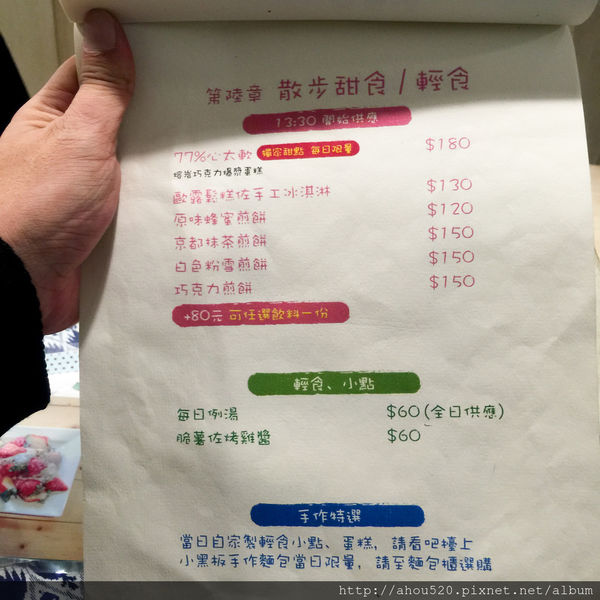 第陸章 散步甜食 / 輕食
13:30 開始供應
77%心太軟 獨家甜點 每日限量 $180
熔岩巧克力爆漿蛋糕
歐露鬆糕佐手工冰淇淋 $130
原味蜂蜜煎餅 $120
京都抹茶煎餅 $150
白色粉雪煎餅 $150
巧克力煎餅 $150
+80元 可任選飲料一份
輕食、小點
每日例湯 $60(全日供應)
脆薯佐烤雞醬 $60
手作特選
當日自家製輕食小點、蛋糕, 請看吧檯上
小黑板手作麵包當日限量, 請至麵包櫃選購
http://ahou520.pixnet.net/album